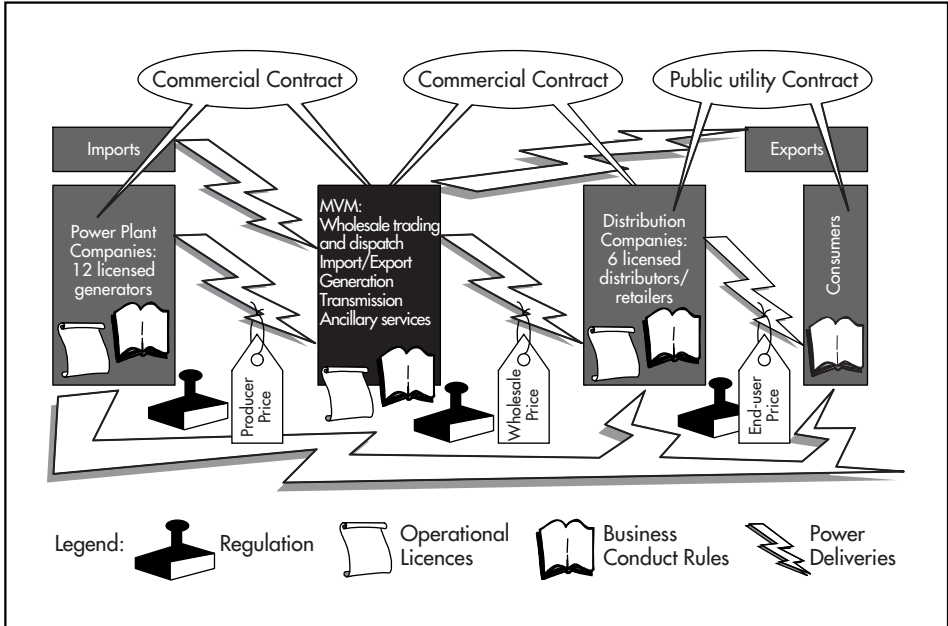 Commercial Contract
Commercial Contract
Public utility Contract
Imports
Exports
Power Plant
Companies:
12 licensed
generators
MVM:
Wholesale trading
and dispatch
Import/Export
Generation
Transmission
Ancillary services
Distribution
Companies:
6 licensed
distributors/
retailers
Consumers
Producer
Price
Wholesale
Price
End-user
Price
Legend:
Regulation
Operational
Licences
Business
Conduct Rules
Power
Deliveries